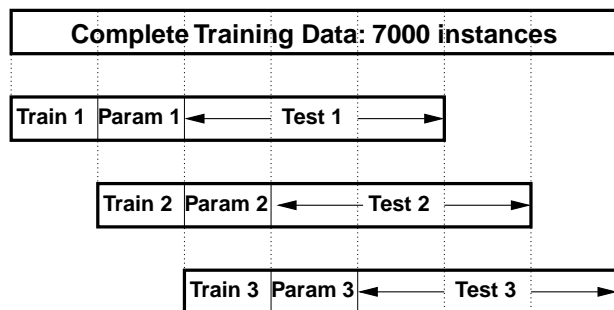 Complete Training Data: 7000 instances
Train 1 Param 1 Test 1
Train 2 Param 2 Test 2
Train 3 Param 3 Test 3